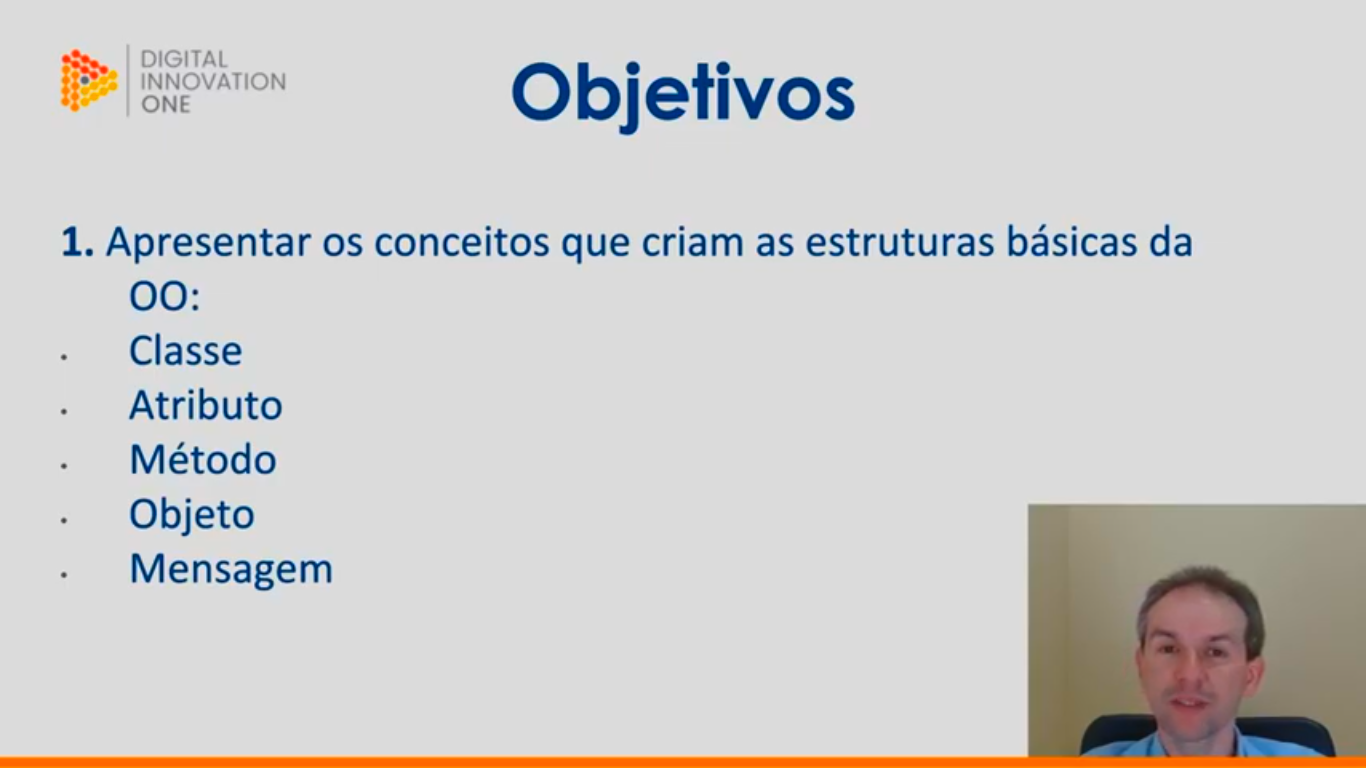 DIGITAL
INNOVATION
ONE
Objetivos
1. Apresentar os conceitos que criam as estruturas básicas da
OO:
· Classe
· Atributo
· Método
· Objeto
· Mensagem